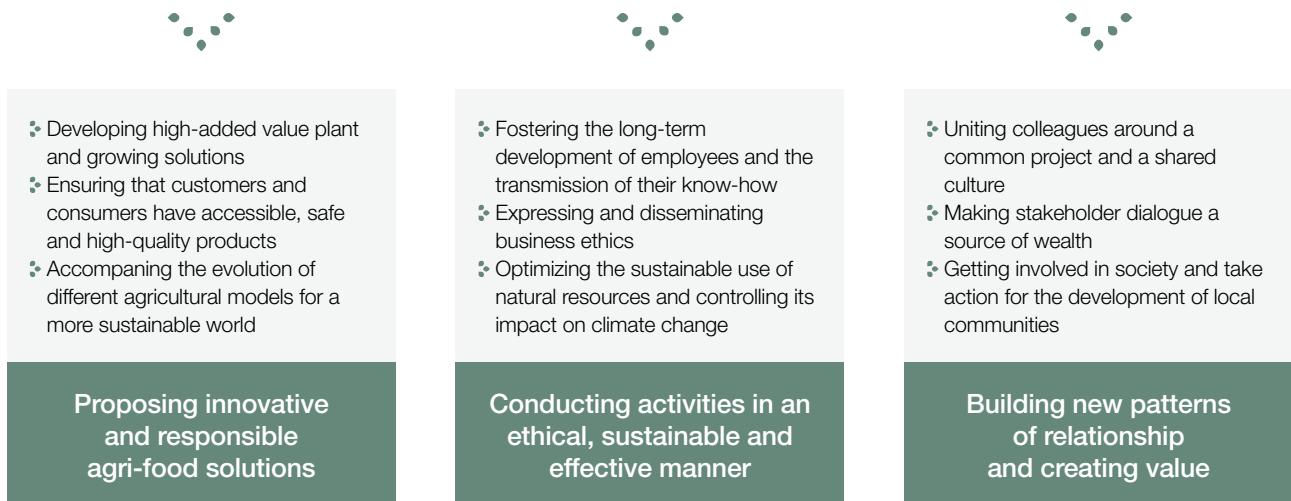 Developing high-added value plant
and growing solutions
Ensuring that customers and
consumers have accessible, safe
and high-quality products
Accompaning the evolution of
different agricultural models for a
more sustainable world
Proposing innovative
and responsible
agri-food solutions
Fostering the long-term
development of employees and the
transmission of their know-how
Expressing and disseminating
business ethics
Optimizing the sustainable use of
natural resources and controlling its
impact on climate change
Conducting activities in an
ethical, sustainable and
effective manner
Uniting colleagues around a
common project and a shared
culture
Making stakeholder dialogue a
source of wealth
Getting involved in society and take
action for the development of local
communities
Building new patterns
of relationship
and creating value